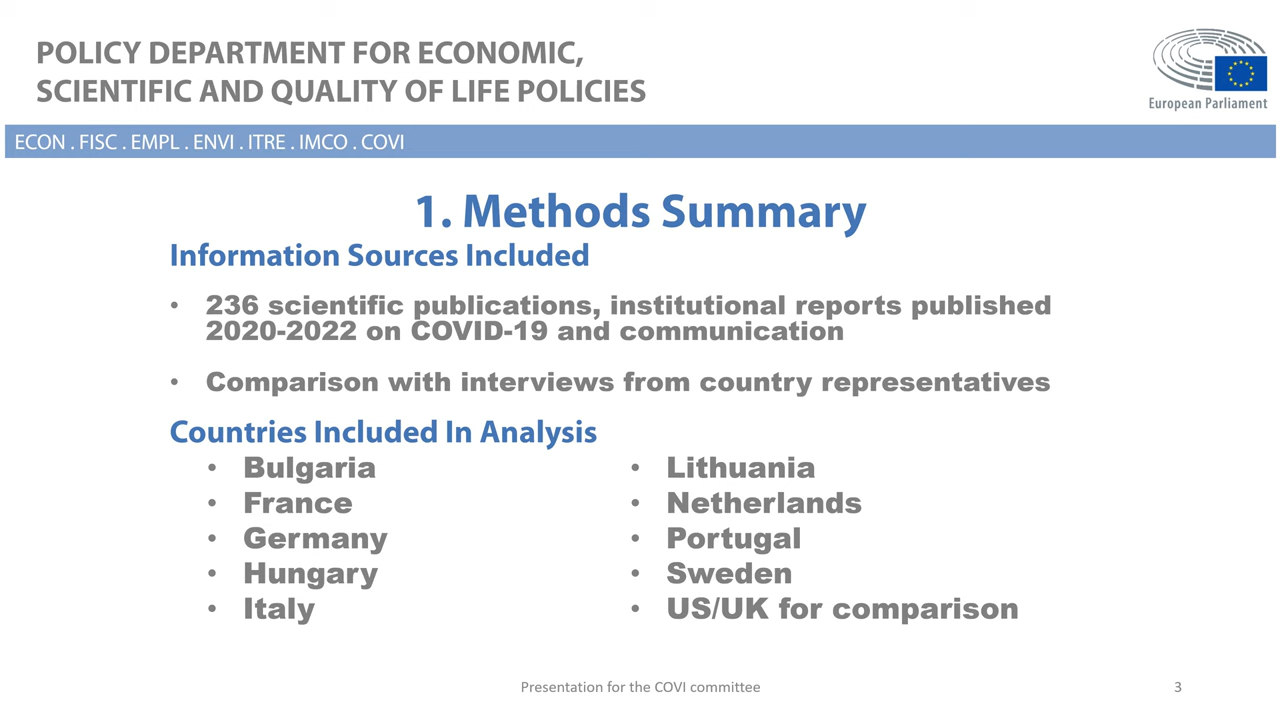 POLICY DEPARTMENT FOR ECONOMIC,
SCIENTIFIC AND QUALITY OF LIFE POLICIES
European Parliament
ECON . FISC . EMPL . ENVI . ITRE . IMCO . COVI
1. Methods Summary
Information Sources Included
• 236 scientific publications, institutional reports published
2020-2022 on COVID-19 and communication
• Comparison with interviews from country representatives
Countries Included In Analysis
• Bulgaria
• France
• Germany
• Hungary
• Italy
• Lithuania
• Netherlands
• Portugal
• Sweden
• US/UK for comparison
Presentation for the COVI committee
3